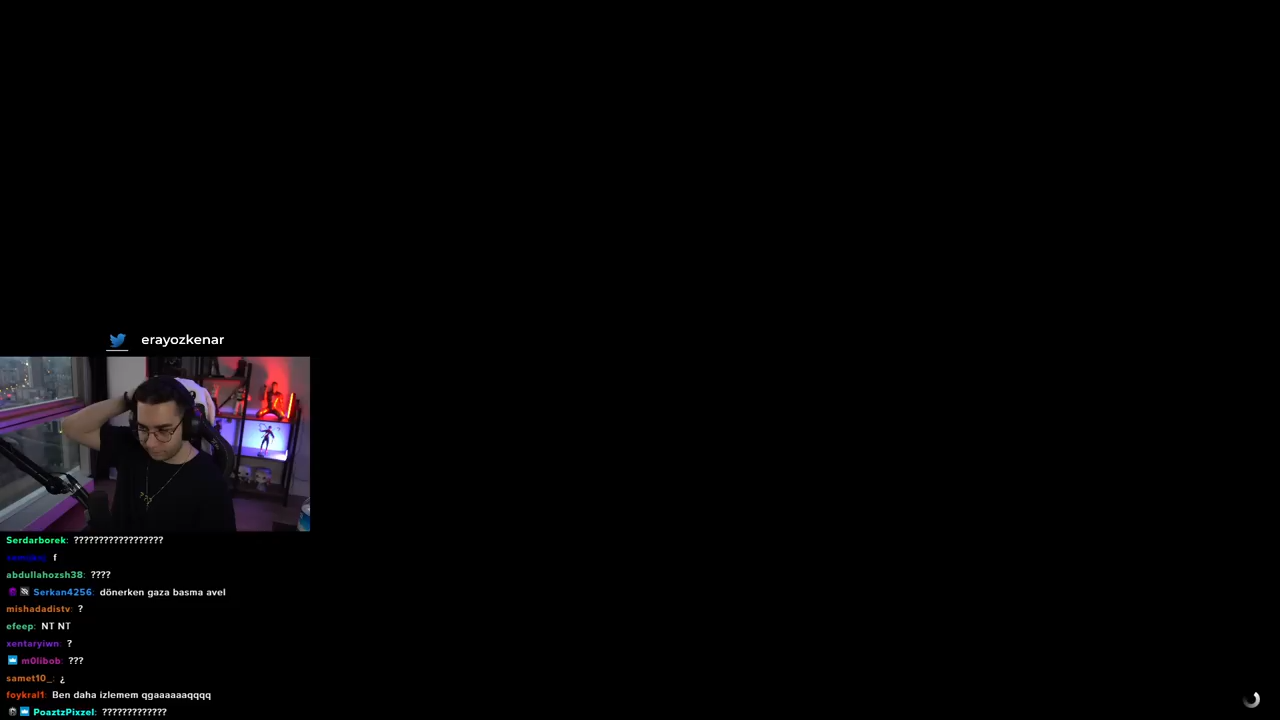 erayozkenar
Serdarborek: ??????????????????
f
abdullahozsh38: ????
Serkan4256: dönerken gaza basma avel
mishadadistv: ?
efeep: NT NT
xentaryiwn: ?
m0libob: ???
samet10_: ¿
foykral1: Ben daha izlemem qgaaaaaaqqqq
PoaztzPixzel: ?????????????